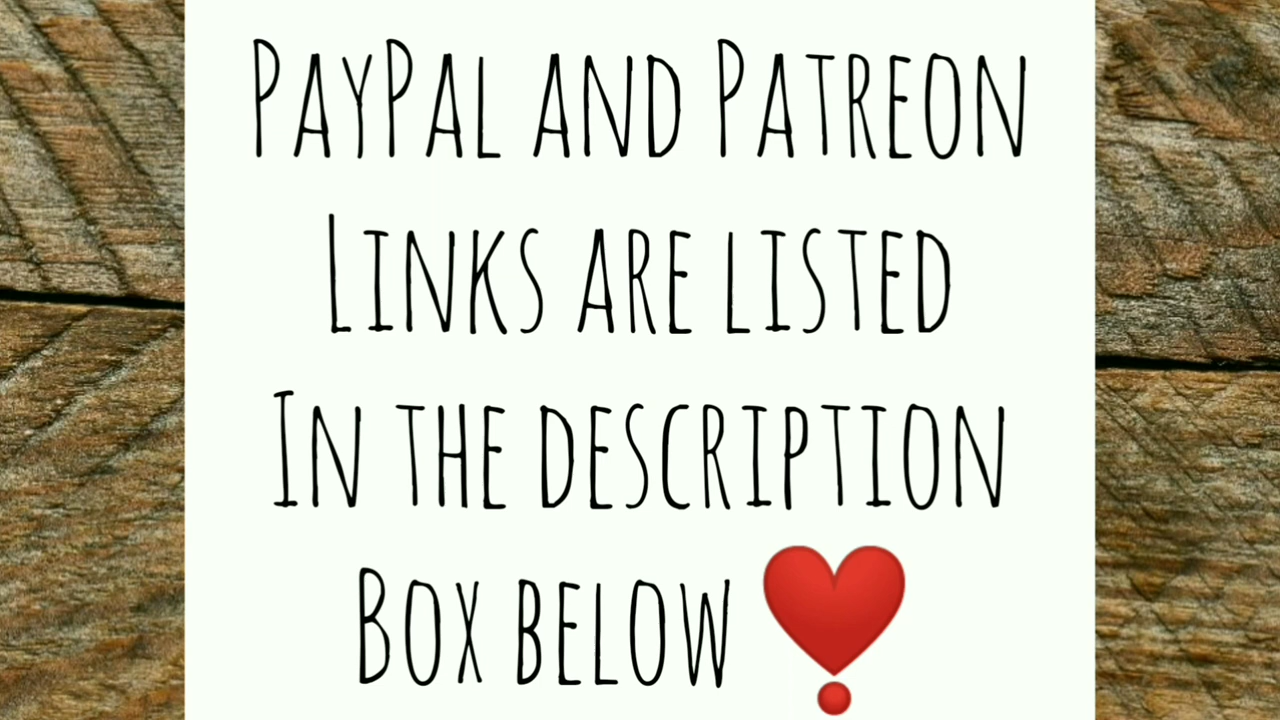 PayPal and Patreon
Links are listed
In the description
Box below ❣️